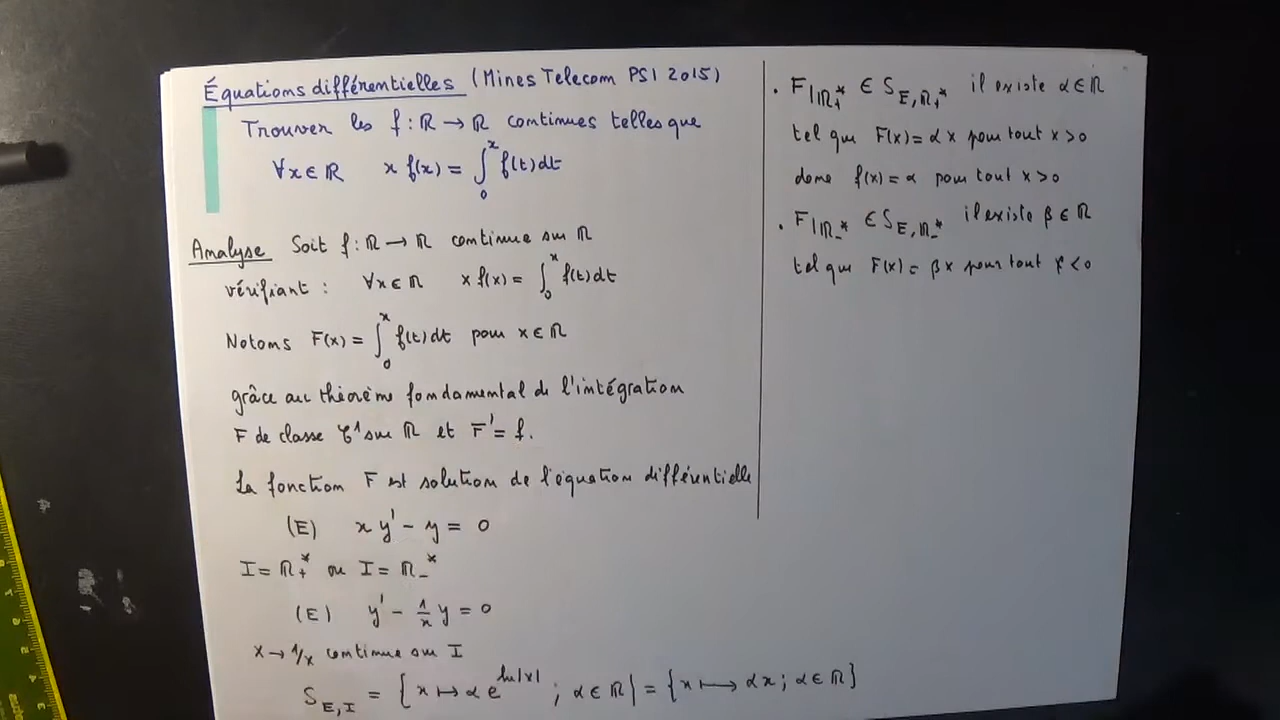 Équations différentielles (Mines Telecom PSI 2015)
Trouver les f : ℝ → ℝ continues telles que
∀x ∈ ℝ x f(x) = ∫₀ˣ f(t) dt
Analyse Soit f : ℝ → ℝ continue sur ℝ
vérifiant : ∀x ∈ ℝ x f(x) = ∫₀ˣ f(t) dt
Notons F(x) = ∫₀ˣ f(t) dt pour x ∈ ℝ
grâce au théorème fondamental de l'intégration
F de classe C¹ sur ℝ et F' = f.
La fonction F est solution de l'équation différentielle
(E) x y' - y = 0
I = ℝ₊* ou I = ℝ₋*
(E) y' - 1/x y = 0
x → 1/x continue sur I
S_{E,I} = { x ↦ α e^{ln|x|} ; α ∈ ℝ } = { x ↦ αx ; α ∈ ℝ }
. F|ℝ₊* ∈ S_{E,ℝ₊*} il existe α ∈ ℝ
tel que F(x) = αx pour tout x > 0
donc f(x) = α pour tout x > 0
. F|ℝ₋* ∈ S_{E,ℝ₋*} il existe β ∈ ℝ
tel que F(x) = βx pour tout x < 0